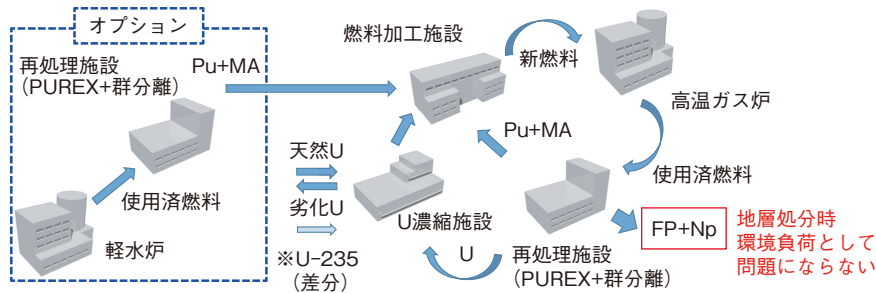 オプション
再処理施設
（PUREX+群分離）
Pu+MA
使用済燃料
軽水炉
燃料加工施設
新燃料
高温ガス炉
使用済燃料
Pu+MA
天然U
劣化U
※U-235
（差分）
U濃縮施設
U
再処理施設
（PUREX+群分離）
FP+Np
地層処分時
環境負荷として
問題にならない